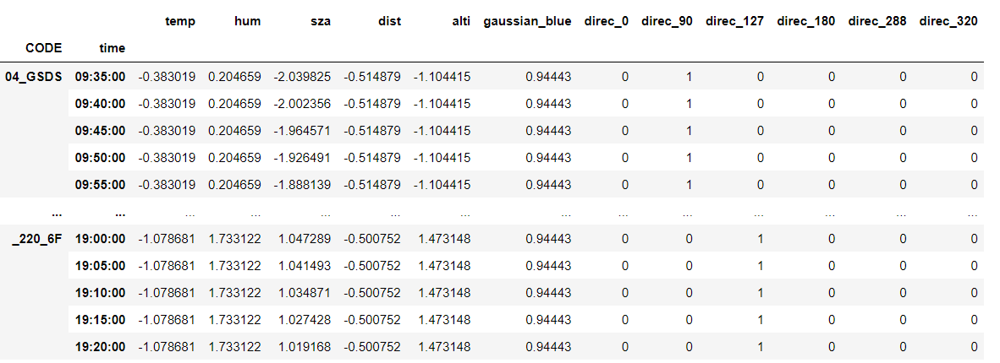 temp hum sza dist alti gaussian_blue direc_0 direc_90 direc_127 direc_180 direc_288 direc_320
CODE time
04_GSDS 09:35:00 -0.383019 0.204659 -2.039825 -0.514879 -1.104415 0.94443 0 1 0 0 0 0
09:40:00 -0.383019 0.204659 -2.002356 -0.514879 -1.104415 0.94443 0 1 0 0 0 0
09:45:00 -0.383019 0.204659 -1.964571 -0.514879 -1.104415 0.94443 0 1 0 0 0 0
09:50:00 -0.383019 0.204659 -1.926491 -0.514879 -1.104415 0.94443 0 1 0 0 0 0
09:55:00 -0.383019 0.204659 -1.888139 -0.514879 -1.104415 0.94443 0 1 0 0 0 0
... ... ... ... ... ... ... ... ... ... ... ... ... ...
_220_6F 19:00:00 -1.078681 1.733122 1.047289 -0.500752 1.473148 0.94443 0 0 1 0 0 0
19:05:00 -1.078681 1.733122 1.041493 -0.500752 1.473148 0.94443 0 0 1 0 0 0
19:10:00 -1.078681 1.733122 1.034871 -0.500752 1.473148 0.94443 0 0 1 0 0 0
19:15:00 -1.078681 1.733122 1.027428 -0.500752 1.473148 0.94443 0 0 1 0 0 0
19:20:00 -1.078681 1.733122 1.019168 -0.500752 1.473148 0.94443 0 0 1 0 0 0